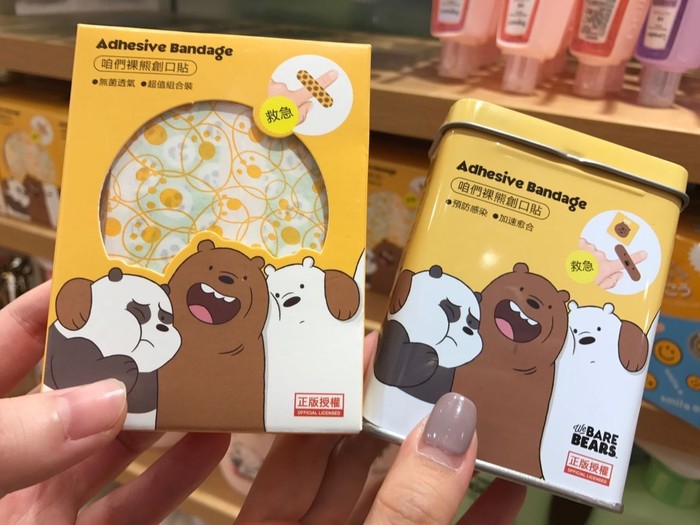 Adhesive Bandage
咱們裸熊創口貼
•無菌透氣 •超值組合裝
救急
正版授權
OFFICIAL LICENSED
Adhesive Bandage
咱們裸熊創口貼
•預防感染 •加速愈合
救急
We BARE
BEARS
正版授權
OFFICIAL LICENSED
smile